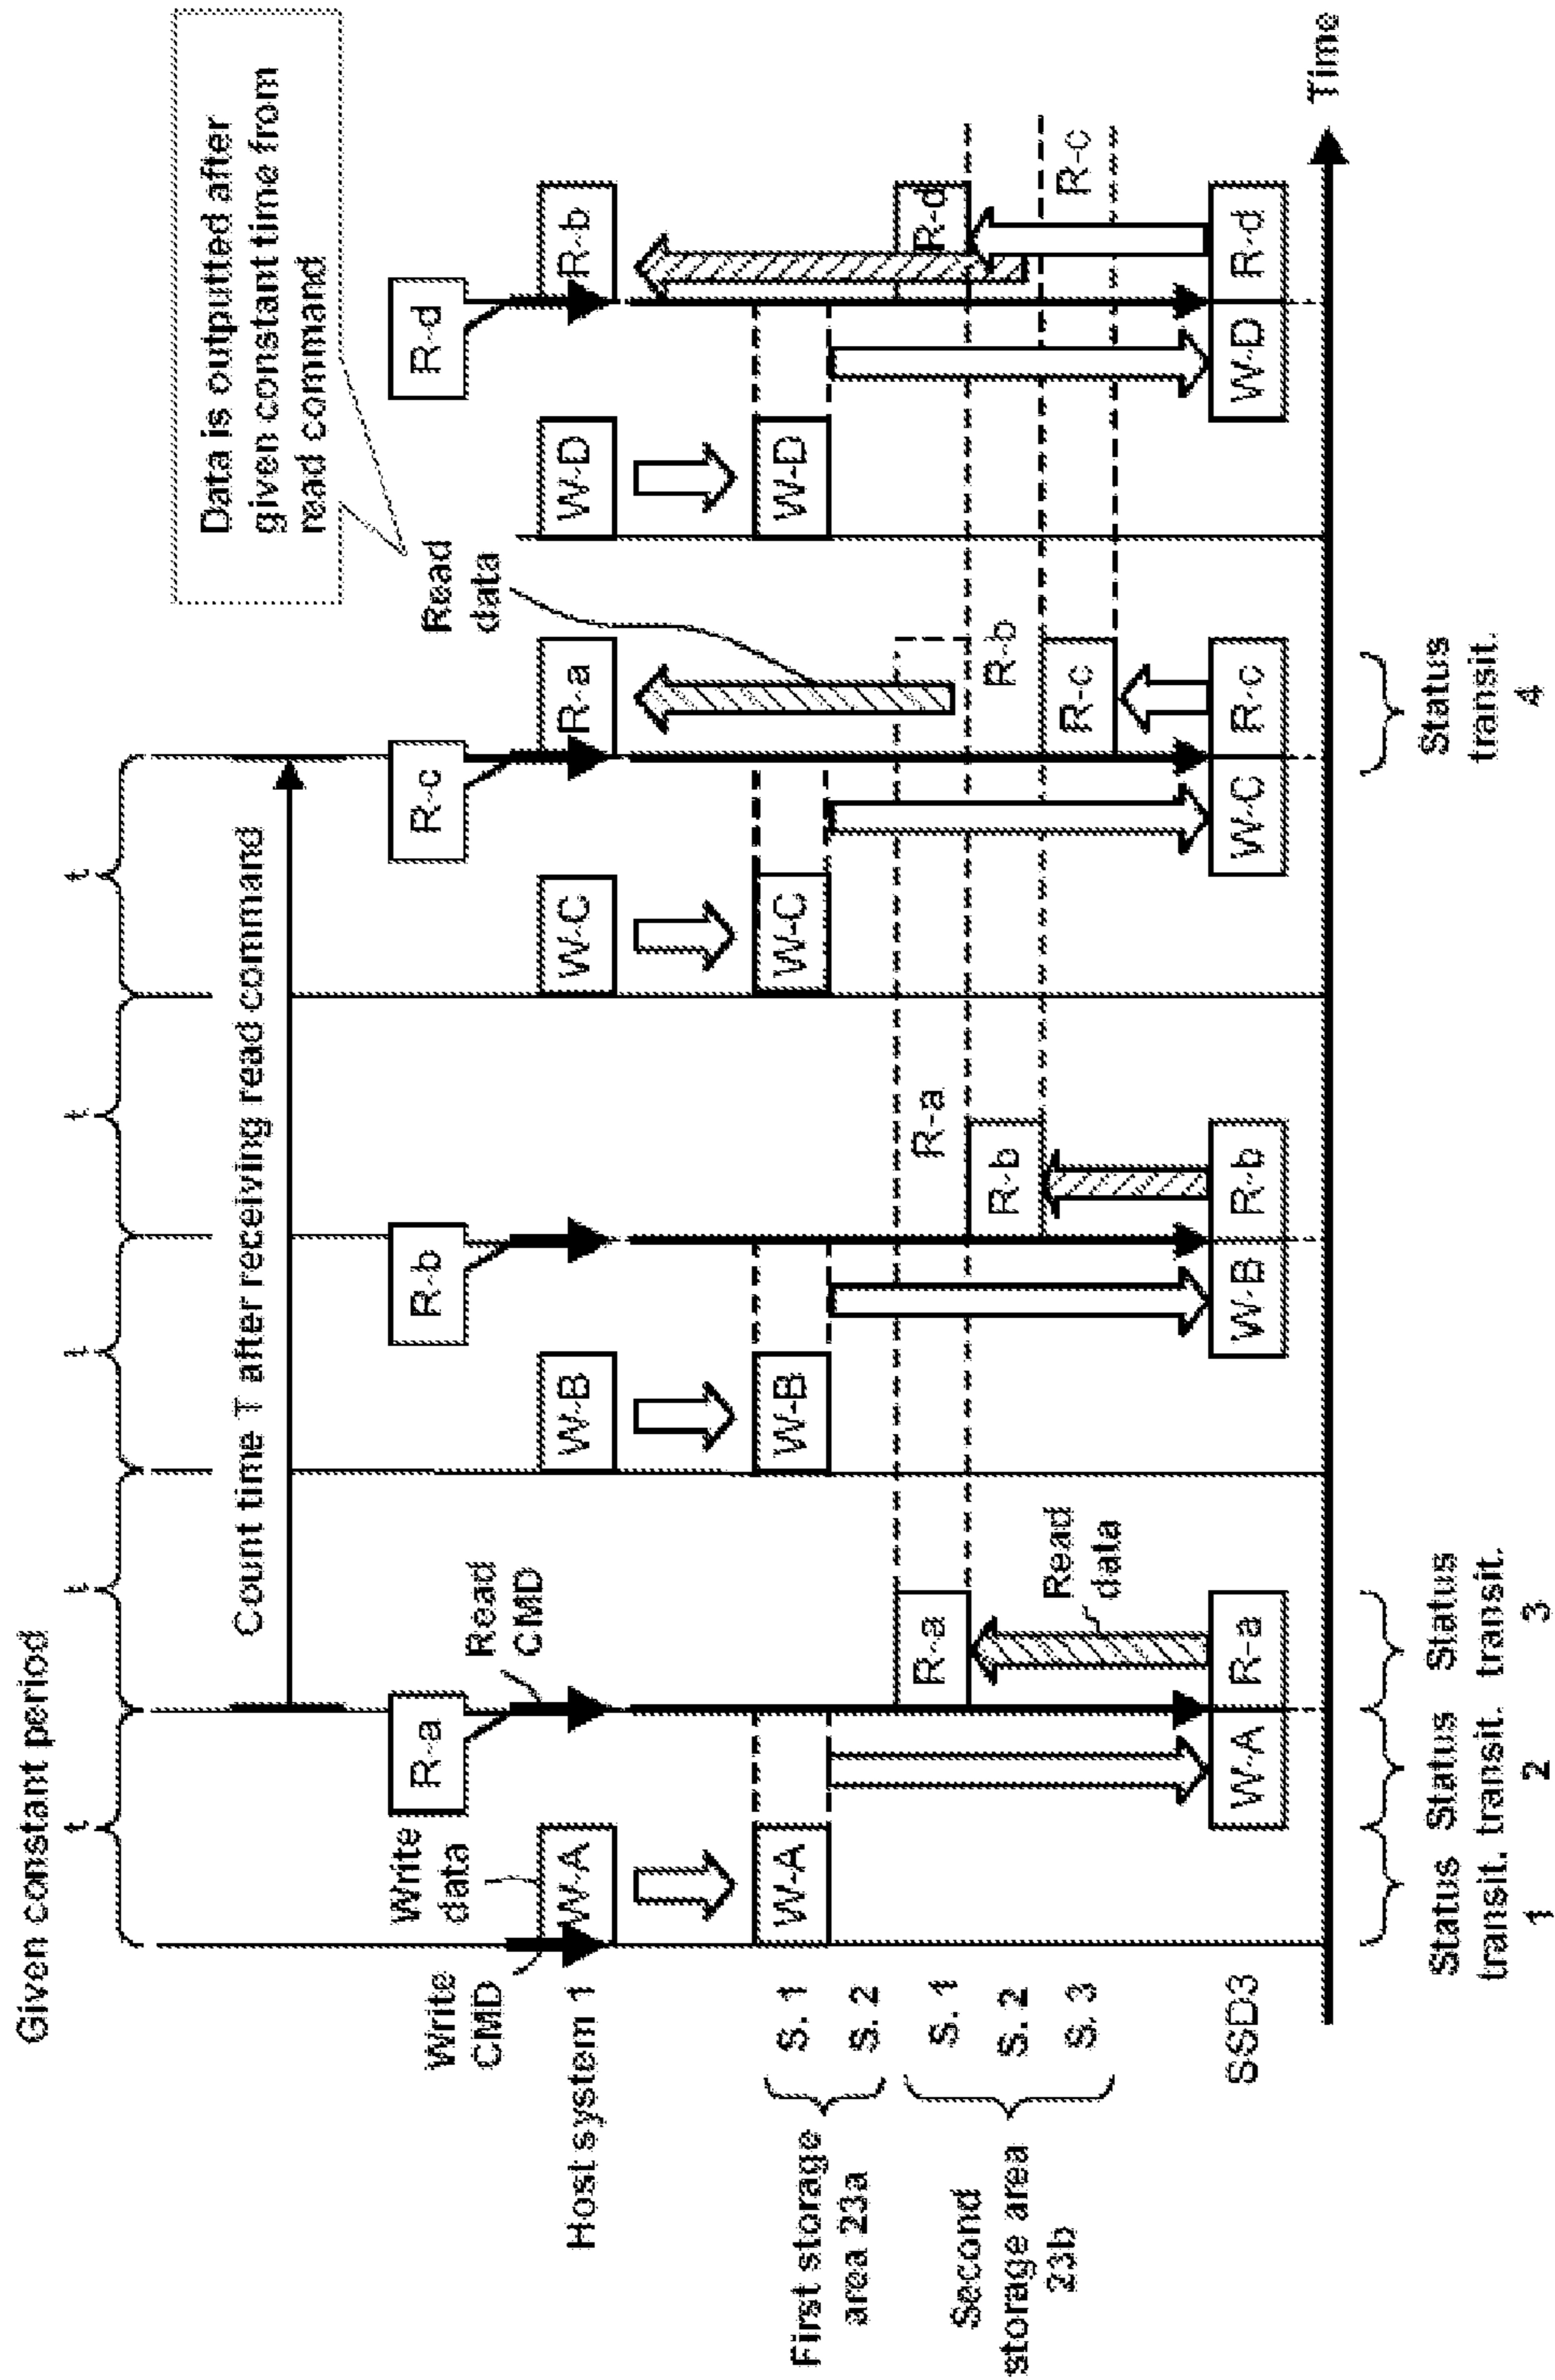 Given constant period
t
t
t
t
t
Count time T after receiving read command
Data is outputted after
given constant time from
read command
Write
CMD
Write
data
R-a
Read
CMD
R-b
R-c
Read
data
R-d
Host system 1
W-A
W-B
W-C
R-a
W-D
R-b
First storage
area 23a
S. 1
S. 2
W-A
W-B
W-C
W-D
Second
storage area
23b
S. 1
S. 2
S. 3
R-a
R-a
R-d
R-b
R-b
R-c
R-c
Read
data
SSD3
W-A
R-a
W-B
R-b
W-C
R-c
W-D
R-d
Time
Status
transit.
1
Status
transit.
2
Status
transit.
3
Status
transit.
4